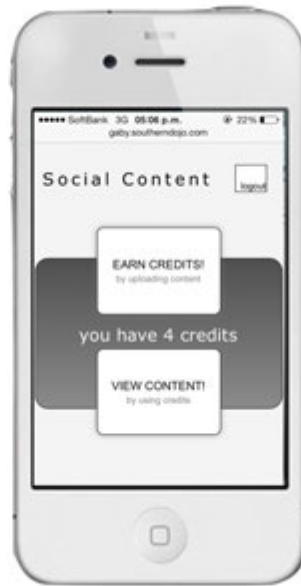 SoftBank 3G 05:06 p.m. 22%
gaby.southerndojo.com
Social Content
logout
EARN CREDITS!
by uploading content
you have 4 credits
VIEW CONTENT!
by using credits